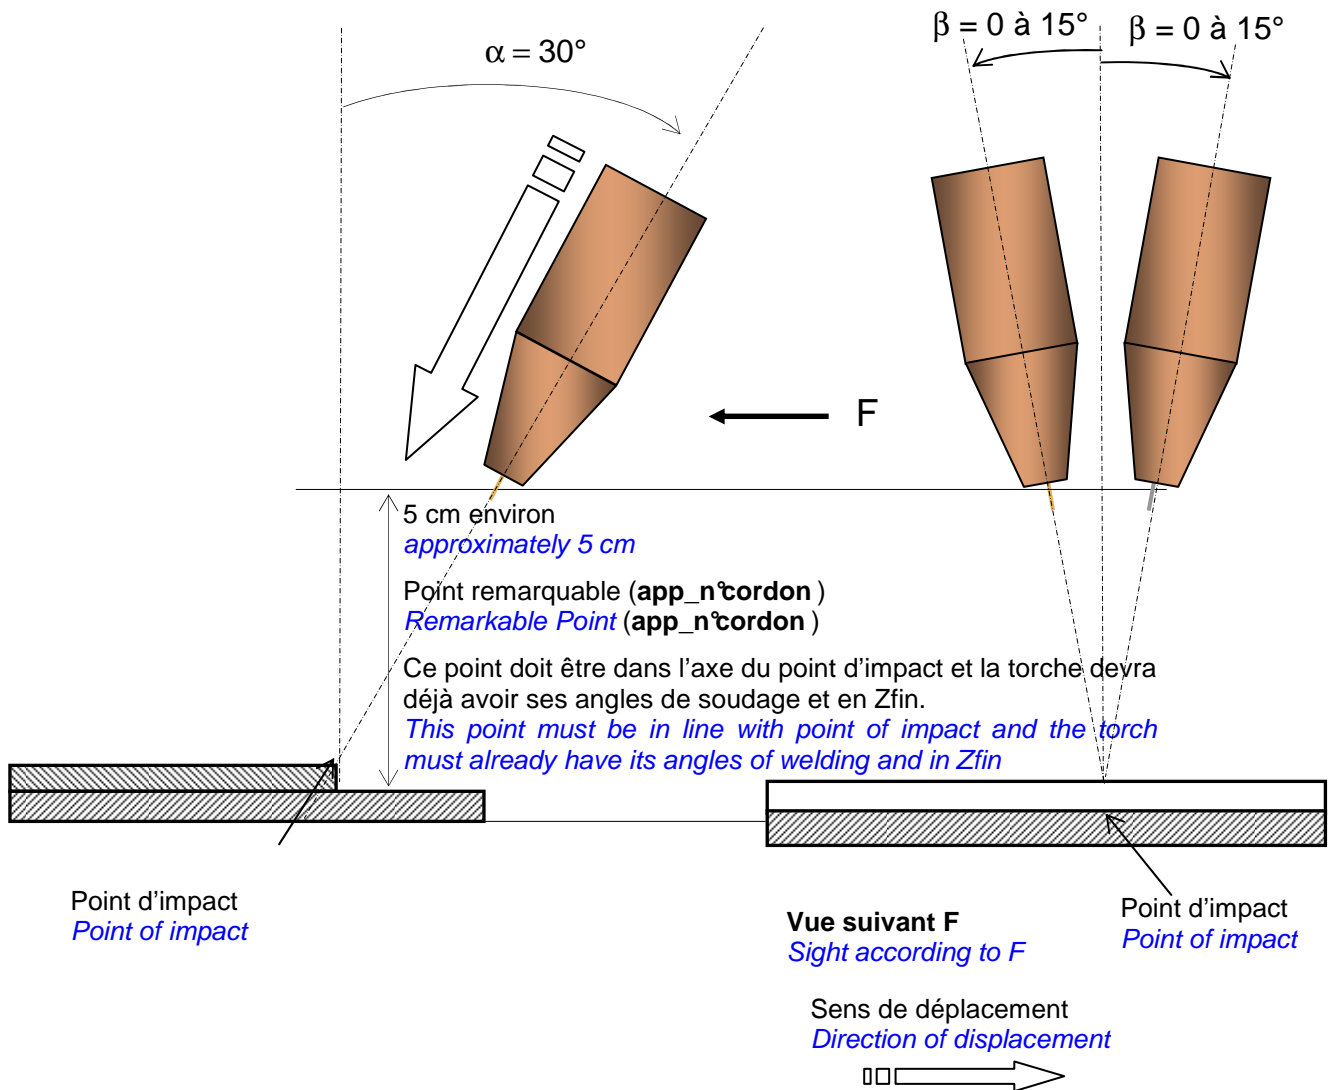 α = 30°
β = 0 à 15°
β = 0 à 15°
F
5 cm environ
approximately 5 cm
Point remarquable (app_n°cordon )
Remarkable Point (app_n°cordon )
Ce point doit être dans l'axe du point d'impact et la torche devra
déjà avoir ses angles de soudage et en Zfin.
This point must be in line with point of impact and the torch
must already have its angles of welding and in Zfin
Point d'impact
Point of impact
Vue suivant F
Sight according to F
Point d'impact
Point of impact
Sens de déplacement
Direction of displacement